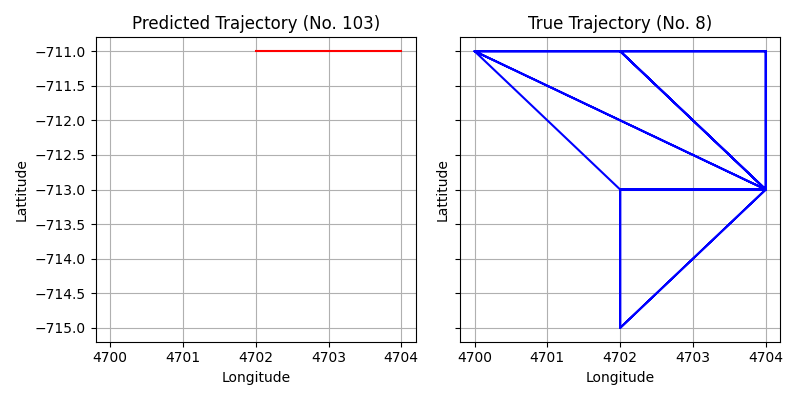 Predicted Trajectory (No. 103)
True Trajectory (No. 8)
Lattitude
−711.0
−711.5
−712.0
−712.5
−713.0
−713.5
−714.0
−714.5
−715.0
4700 4701 4702 4703 4704
Longitude
Lattitude
4700 4701 4702 4703 4704
Longitude